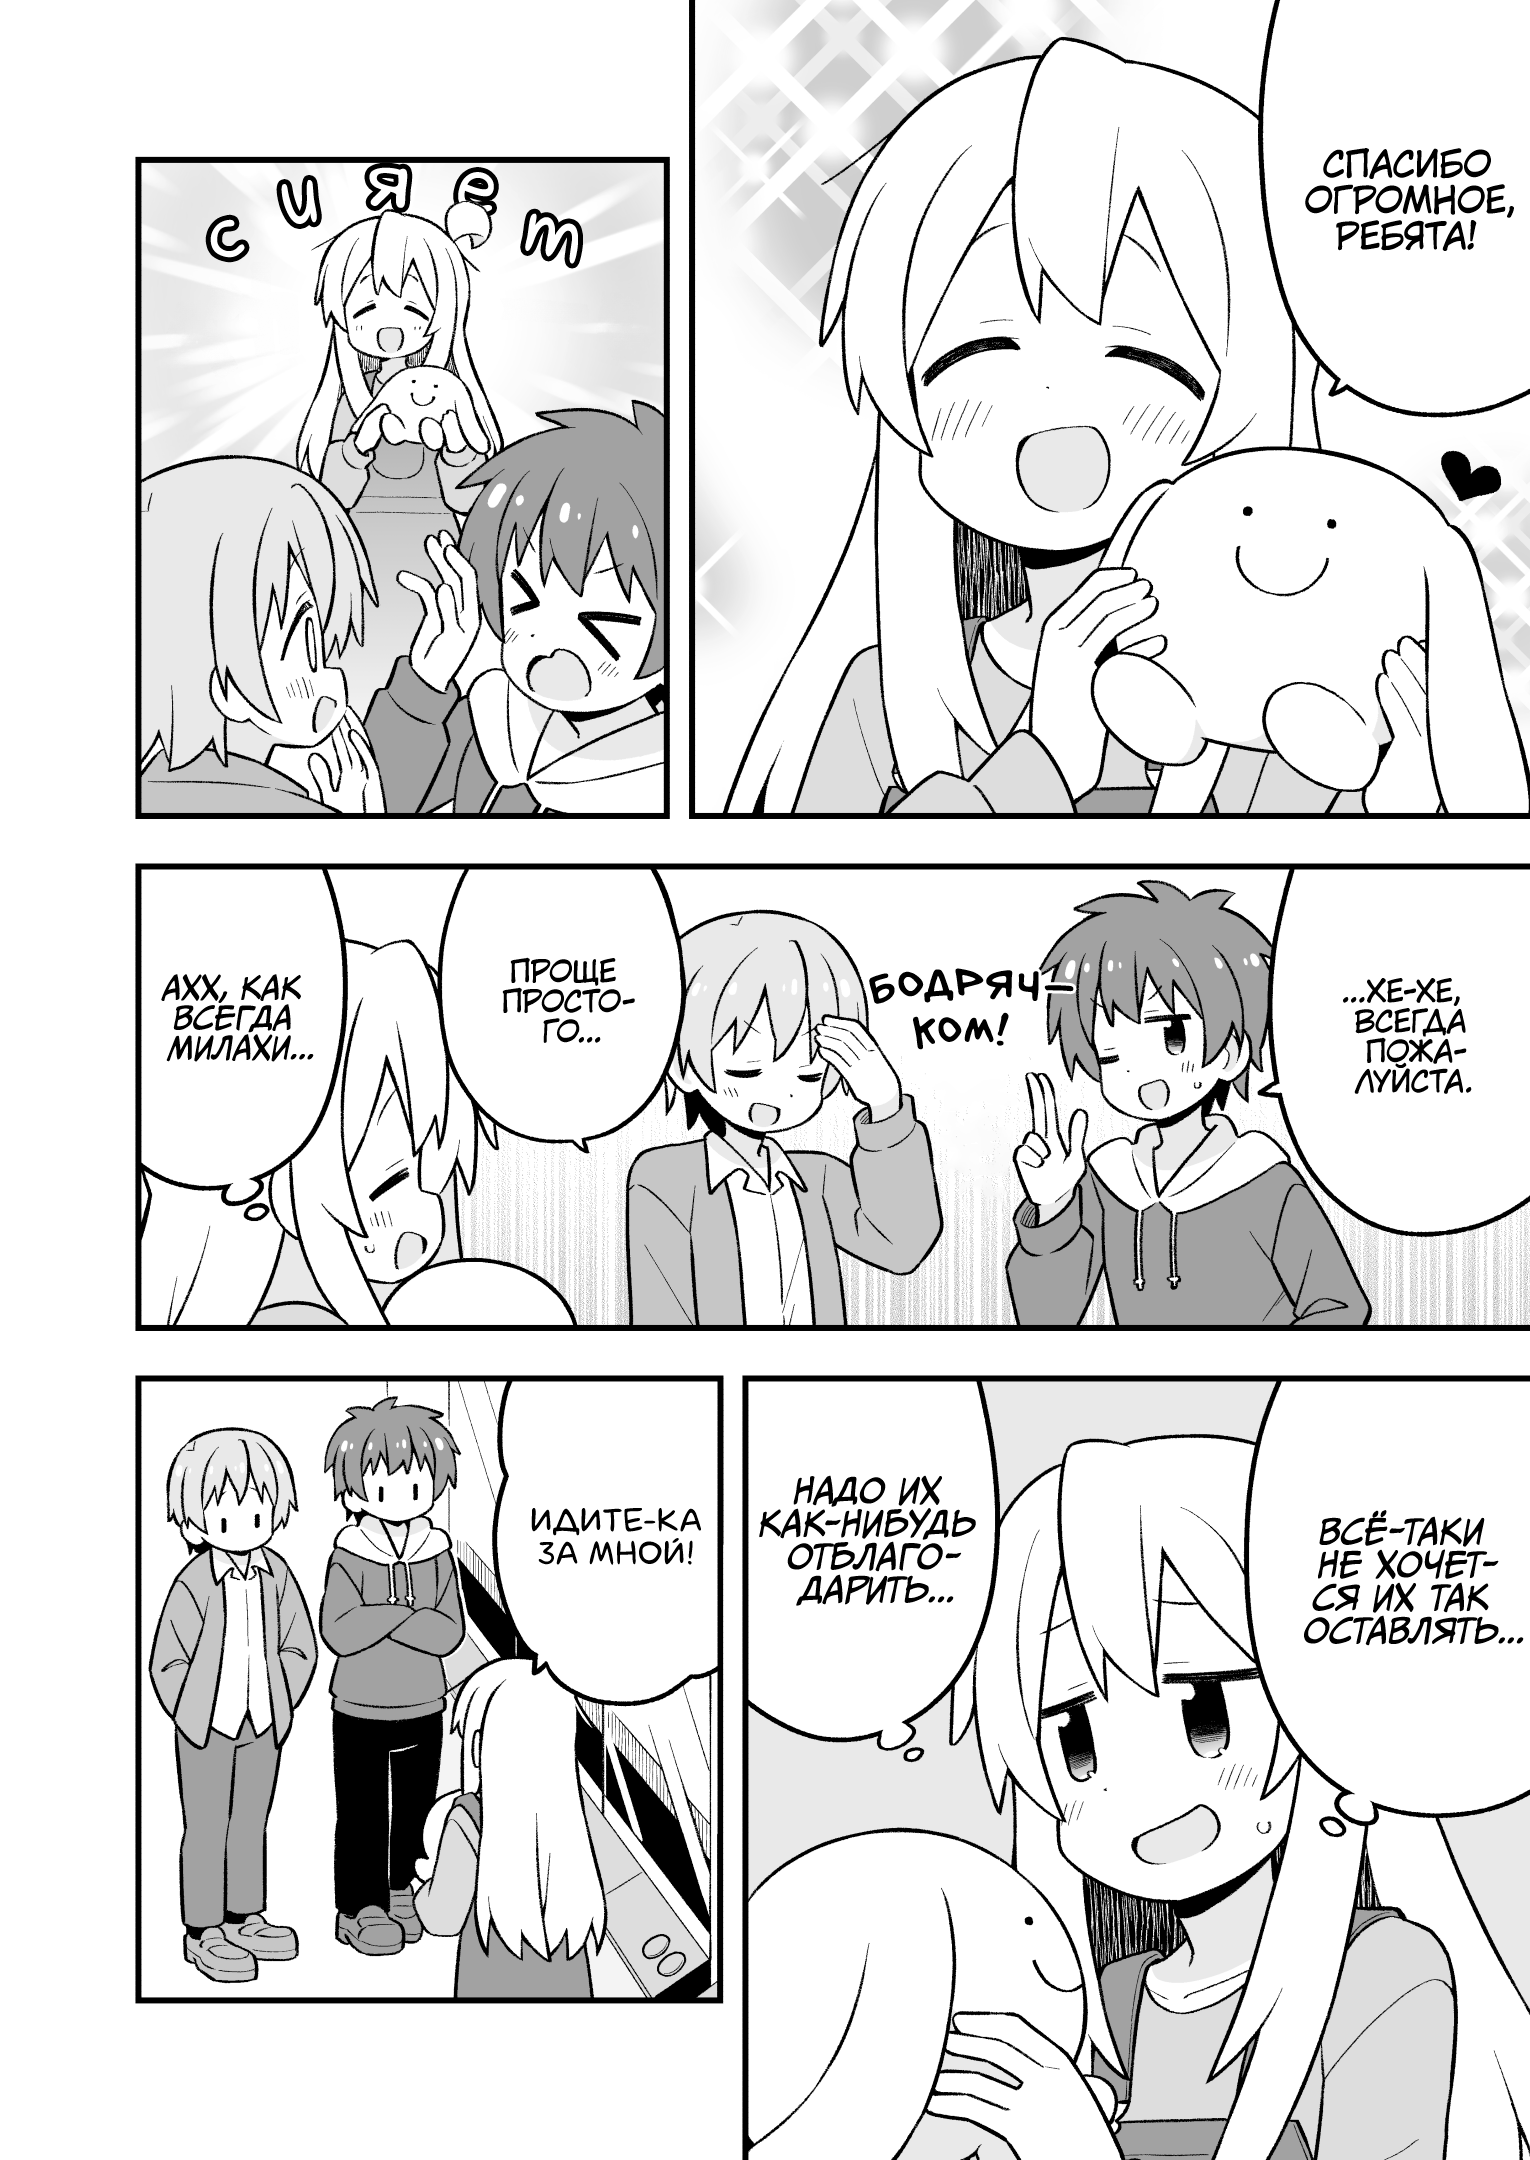 СПАСИБО
ОГРОМНОЕ,
РЕБЯТА!
сияет
...ХЕ-ХЕ,
ВСЕГДА
ПОЖА-
ЛУЙСТА.
БОДРЯЧ-
КОМ!
ПРОЩЕ
ПРОСТО-
ГО...
АХХ, КАК
ВСЕГДА
МИЛАХИ...
ВСЁ-ТАКИ
НЕ ХОЧЕТ-
СЯ ИХ ТАК
ОСТАВЛЯТЬ...
НАДО ИХ
КАК-НИБУДЬ
ОТБЛАГО-
ДАРИТЬ...
ИДИТЕ-КА
ЗА МНОЙ!